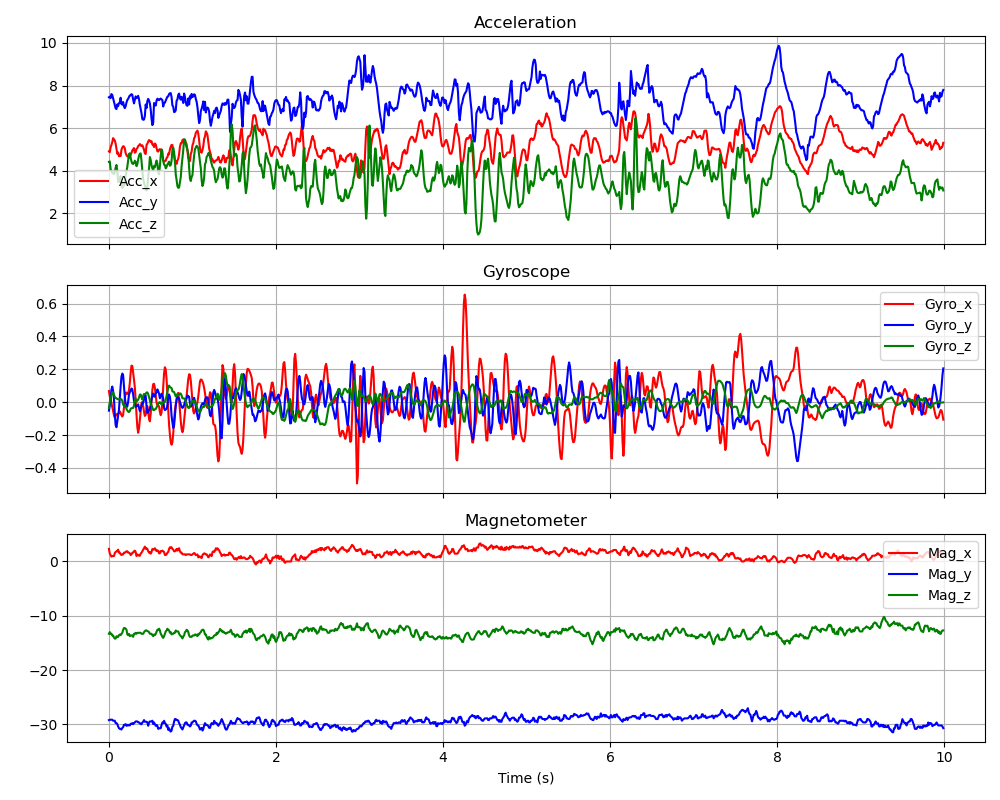 Acceleration
10
8
6
4
2
Acc_x
Acc_y
Acc_z
Gyroscope
0.6
0.4
0.2
0.0
−0.2
−0.4
Gyro_x
Gyro_y
Gyro_z
Magnetometer
0
−10
−20
−30
Mag_x
Mag_y
Mag_z
0 2 4 6 8 10
Time (s)